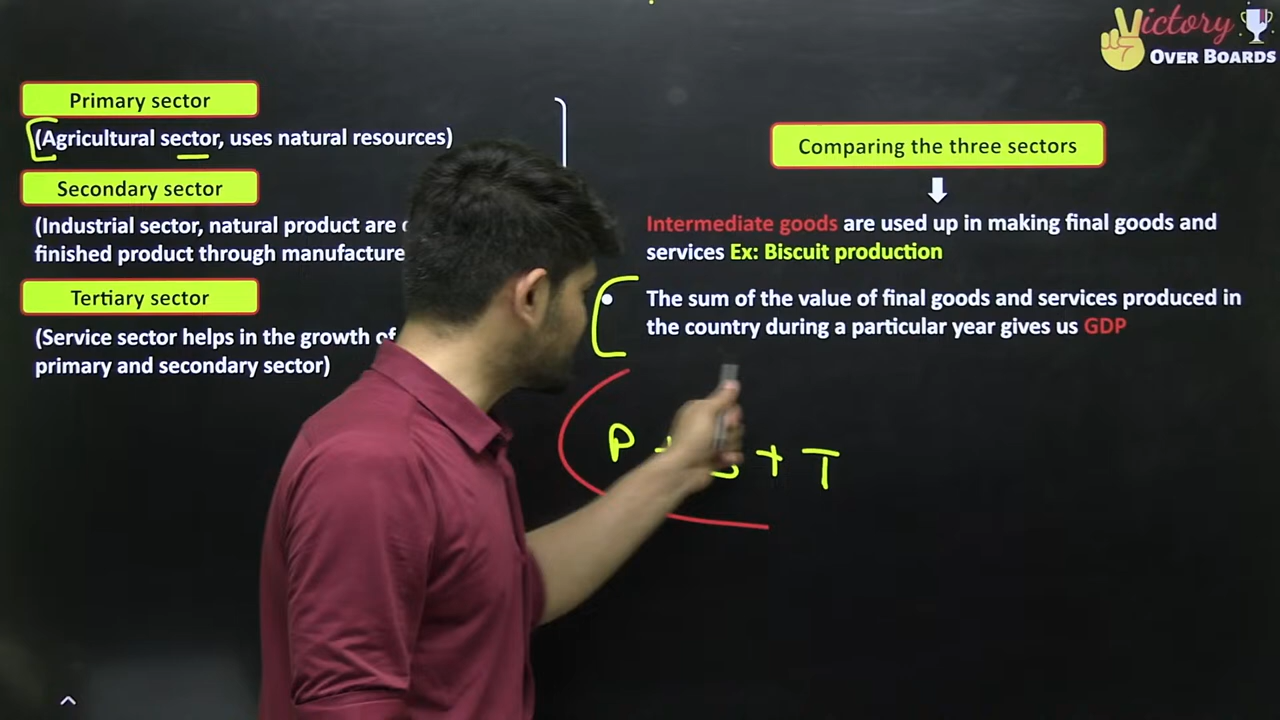 Victory
OVER BOARDS
Primary sector
(Agricultural sector, uses natural resources)
Secondary sector
(Industrial sector, natural product are
finished product through manufacture
Tertiary sector
(Service sector helps in the growth of
primary and secondary sector)
Comparing the three sectors
Intermediate goods are used up in making final goods and
services Ex: Biscuit production
• The sum of the value of final goods and services produced in
the country during a particular year gives us GDP
P + S + T